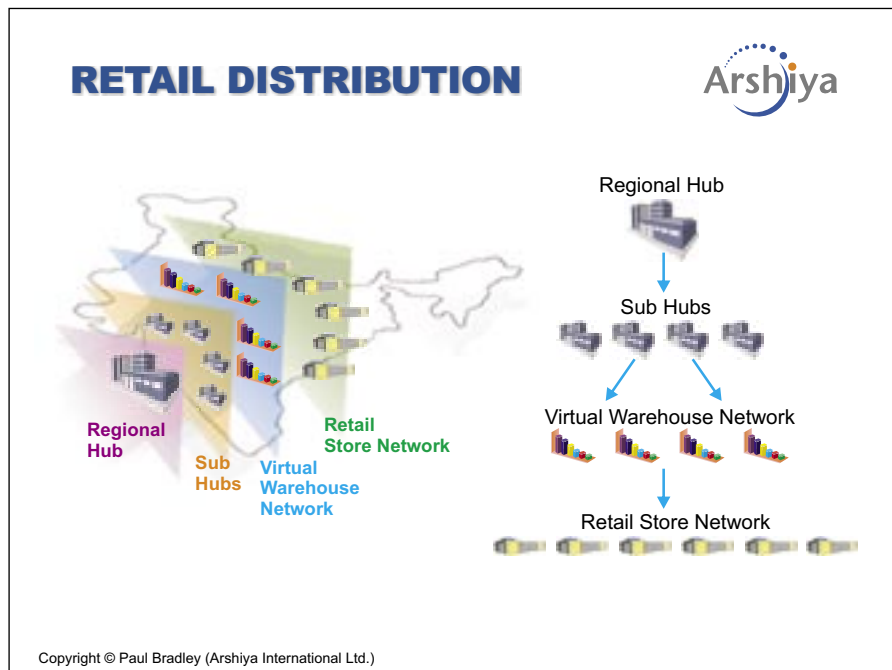 RETAIL DISTRIBUTION
Arshiya
Regional
Hub
Sub
Hubs
Virtual
Warehouse
Network
Retail
Store Network
Regional Hub
Sub Hubs
Virtual Warehouse Network
Retail Store Network
Copyright © Paul Bradley (Arshiya International Ltd.)